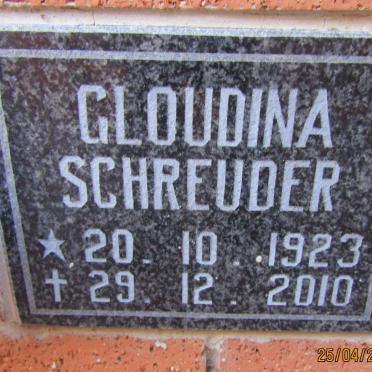 GLOUDINA
SCHREUDER
★ 20. 10. 1923
✝ 29. 12. 2010
25/04/2